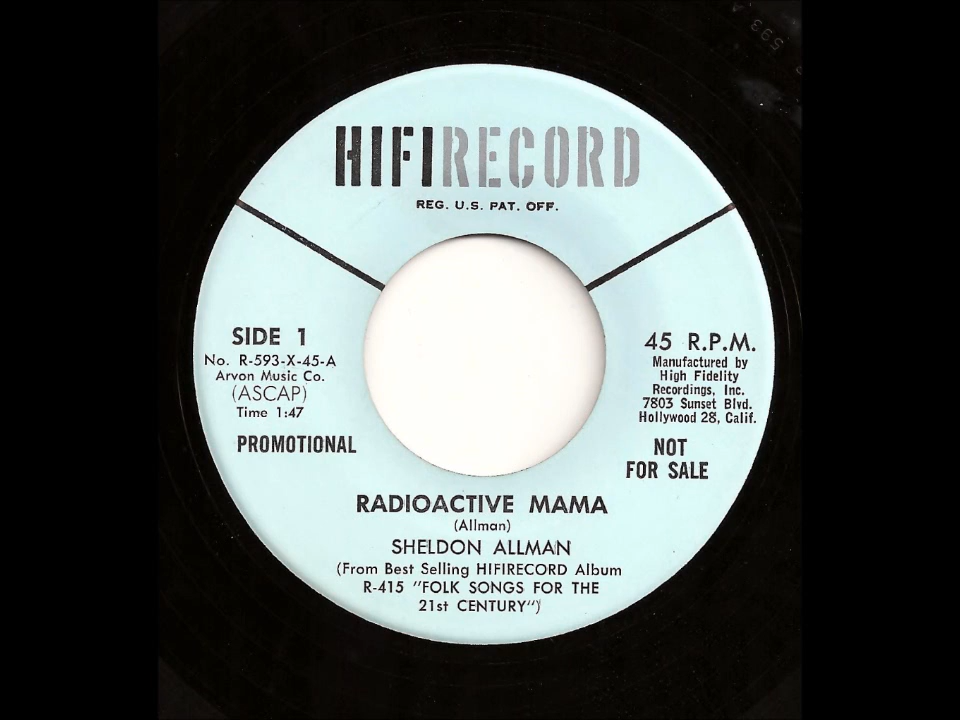 593 A
HIFIRECORD
REG. U.S. PAT. OFF.
SIDE 1
No. R-593-X-45-A
Arvon Music Co.
(ASCAP)
Time 1:47
PROMOTIONAL
45 R.P.M.
Manufactured by
High Fidelity
Recordings, Inc.
7803 Sunset Blvd.
Hollywood 28, Calif.
NOT
FOR SALE
RADIOACTIVE MAMA
(Allman)
SHELDON ALLMAN
(From Best Selling HIFIRECORD Album
R-415 "FOLK SONGS FOR THE
21st CENTURY")